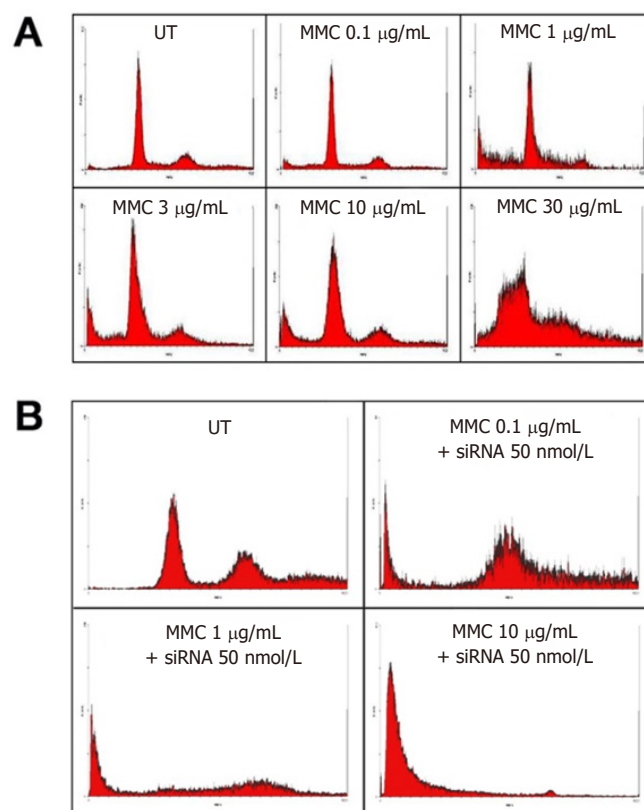 A
UT
MMC 0.1 μg/mL
MMC 1 μg/mL
MMC 3 μg/mL
MMC 10 μg/mL
MMC 30 μg/mL
B
UT
MMC 0.1 μg/mL
+ siRNA 50 nmol/L
MMC 1 μg/mL
+ siRNA 50 nmol/L
MMC 10 μg/mL
+ siRNA 50 nmol/L